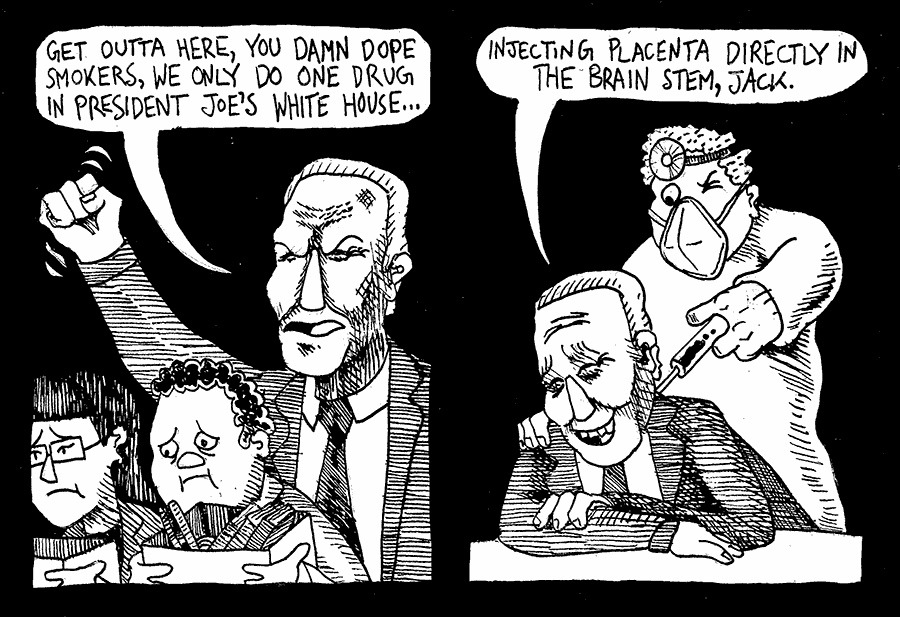 GET OUTTA HERE, YOU DAMN DOPE
SMOKERS, WE ONLY DO ONE DRUG
IN PRESIDENT JOE'S WHITE HOUSE...
INJECTING PLACENTA DIRECTLY IN
THE BRAIN STEM, JACK.